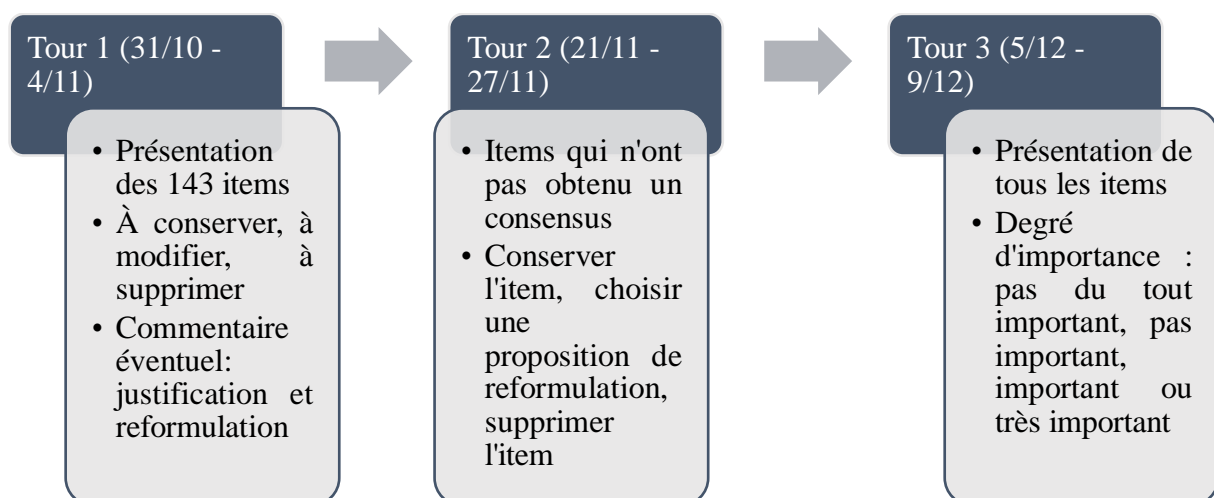 Tour 1 (31/10 -
4/11)
• Présentation
des 143 items
• À conserver, à
modifier, à
supprimer
• Commentaire
éventuel:
justification et
reformulation
Tour 2 (21/11 -
27/11)
• Items qui n'ont
pas obtenu un
consensus
• Conserver
l'item, choisir
une
proposition de
reformulation,
supprimer
l'item
Tour 3 (5/12 -
9/12)
• Présentation de
tous les items
• Degré
d'importance :
pas du tout
important, pas
important,
important ou
très important